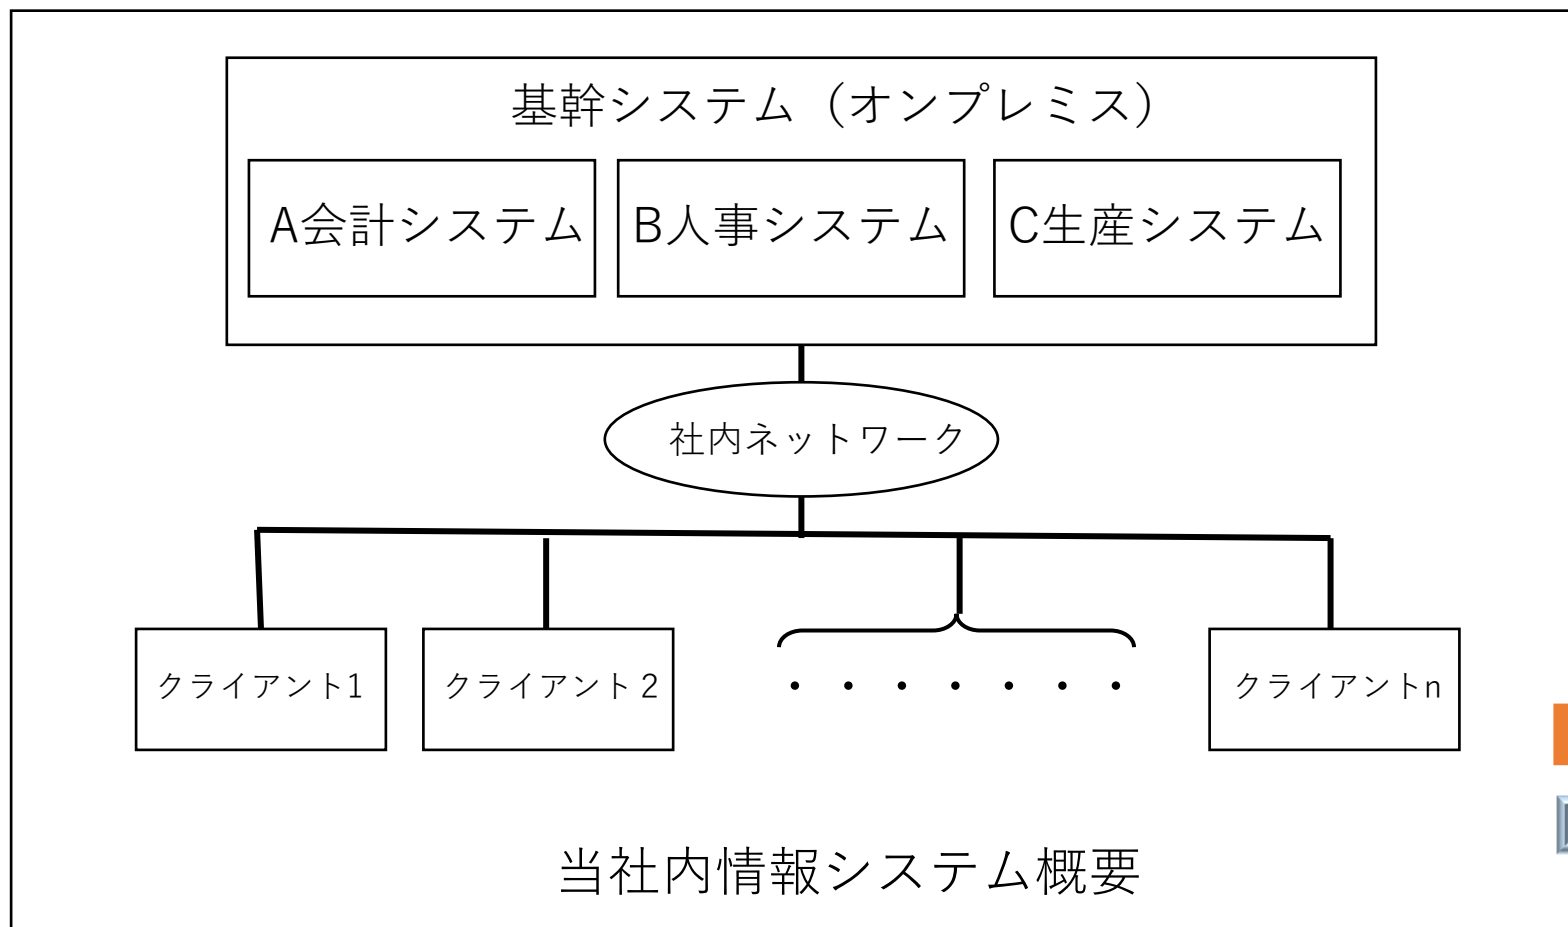 基幹システム（オンプレミス）
A会計システム
B人事システム
C生産システム
社内ネットワーク
クライアント1
クライアント２
・・・・・・・
クライアントn
当社内情報システム概要